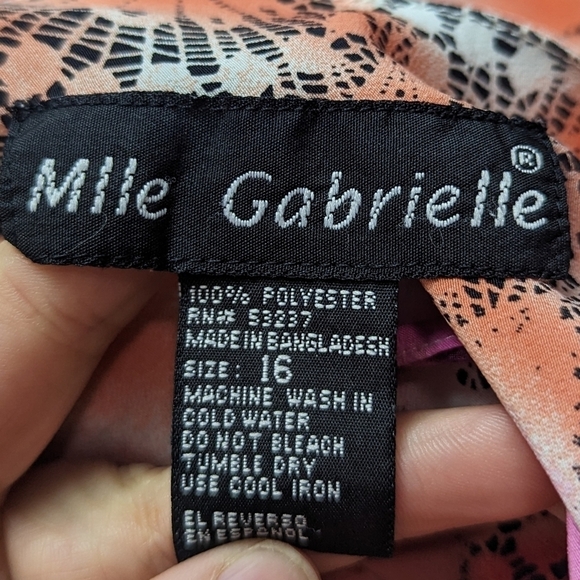 Mlle Gabrielle®
100% POLYESTER
RN# 53237
MADE IN BANGLADESH
SIZE: 16
MACHINE WASH IN
COLD WATER
DO NOT BLEACH
TUMBLE DRY
USE COOL IRON
EL REVERSO
EN ESPANOL